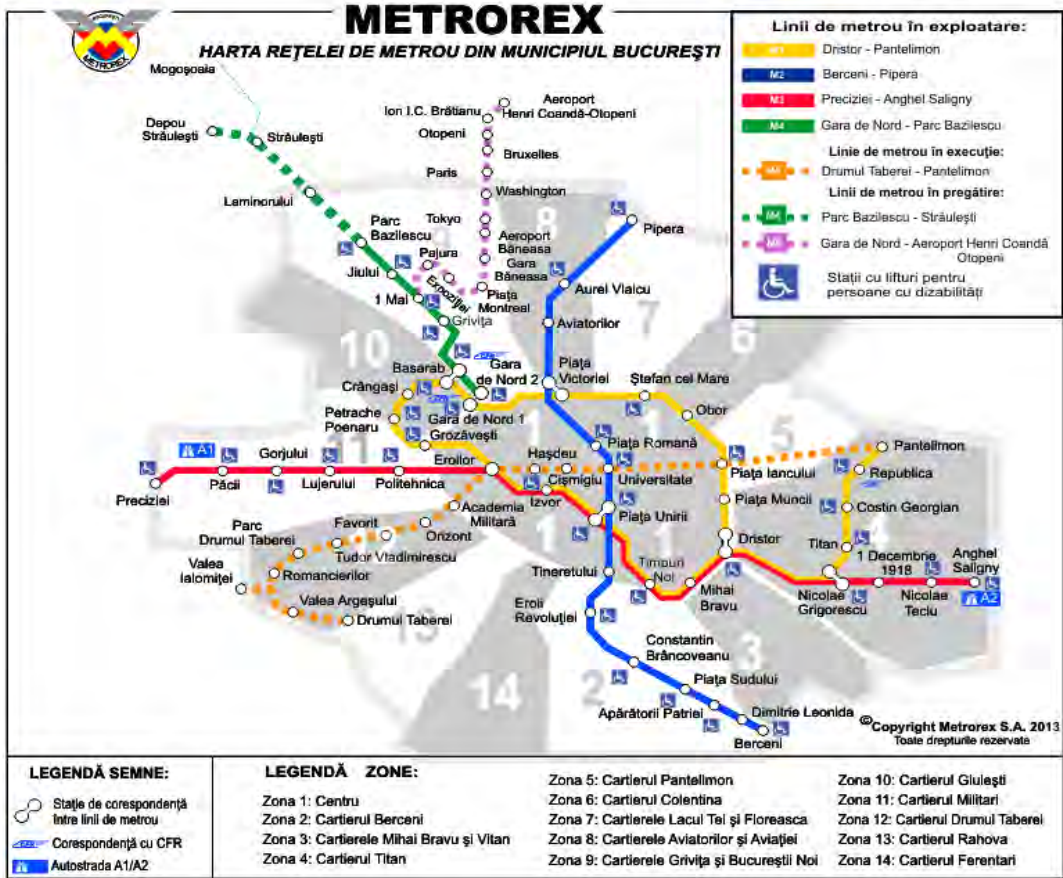 METROREX
HARTA REȚELEI DE METROU DIN MUNICIPIUL BUCUREȘTI
BUCUREȘTI
METROREX
Linii de metrou în exploatare:
M1 Dristor - Pantelimon
M2 Berceni - Pipera
M3 Preciziei - Anghel Saligny
M4 Gara de Nord - Parc Bazilescu
Linie de metrou în execuție:
Drumul Taberei - Pantelimon
Linii de metrou în pregătire:
Parc Bazilescu - Străulești
Gara de Nord - Aeroport Henri Coandă
Otopeni
Stații cu lifturi pentru
persoane cu dizabilități
Mogoșoaia
Depou
Străulești
Străulești
Laminorului
Parc
Bazilescu
Jiului
1 Mai
Pajura
Expoziției
Grivița
Ion I.C. Brătianu
Aeroport
Henri Coandă-Otopeni
Otopeni
Bruxelles
Paris
Washington
Tokyo
Aeroport
Băneasa
Gara
Băneasa
Piața
Montreal
8
Pipera
Aurel Vlaicu
Aviatorilor
7
6
10
Basarab
Gara
de Nord 2
Piața
Victoriei
Ștefan cel Mare
Crângași
Gara de Nord 1
Obor
Petrache
Poenaru
Grozăvești
1
1
5
11
Piața Romană
Pantelimon
A1
Gorjului
Eroilor
Hașdeu
Piața Iancului
Republica
Preciziei
Păcii
Lujerului
Politehnica
Cișmigiu
Universitate
Izvor
Piața Muncii
Costin Georgian
Academia
Militară
1
Piața Unirii
4
Parc
Drumul Taberei
Favorit
Orizont
Dristor
Titan
Tudor Vladimirescu
1
1 Decembrie
1918
Anghel
Saligny
Valea
Ialomiței
Romancierilor
Tineretului
Timpuri
Noi
Mihai
Bravu
Nicolae
Grigorescu
Nicolae
Teclu
A2
Valea Argeșului
Drumul Taberei
13
Eroii
Revoluției
Constantin
Brâncoveanu
3
14
2
Piața Sudului
Apărătorii Patriei
Dimitrie Leonida
Berceni
© Copyright Metrorex S.A. 2013
Toate drepturile rezervate
LEGENDĂ SEMNE:
Stație de corespondență
între linii de metrou
Corespondență cu CFR
Autostrada A1/A2
LEGENDĂ ZONE:
Zona 1: Centru
Zona 2: Cartierul Berceni
Zona 3: Cartierele Mihai Bravu și Vitan
Zona 4: Cartierul Titan
Zona 5: Cartierul Pantelimon
Zona 6: Cartierul Colentina
Zona 7: Cartierele Lacul Tei și Floreasca
Zona 8: Cartierele Aviatorilor și Aviației
Zona 9: Cartierele Grivița și Bucureștii Noi
Zona 10: Cartierul Giulești
Zona 11: Cartierul Militari
Zona 12: Cartierul Drumul Taberei
Zona 13: Cartierul Rahova
Zona 14: Cartierul Ferentari